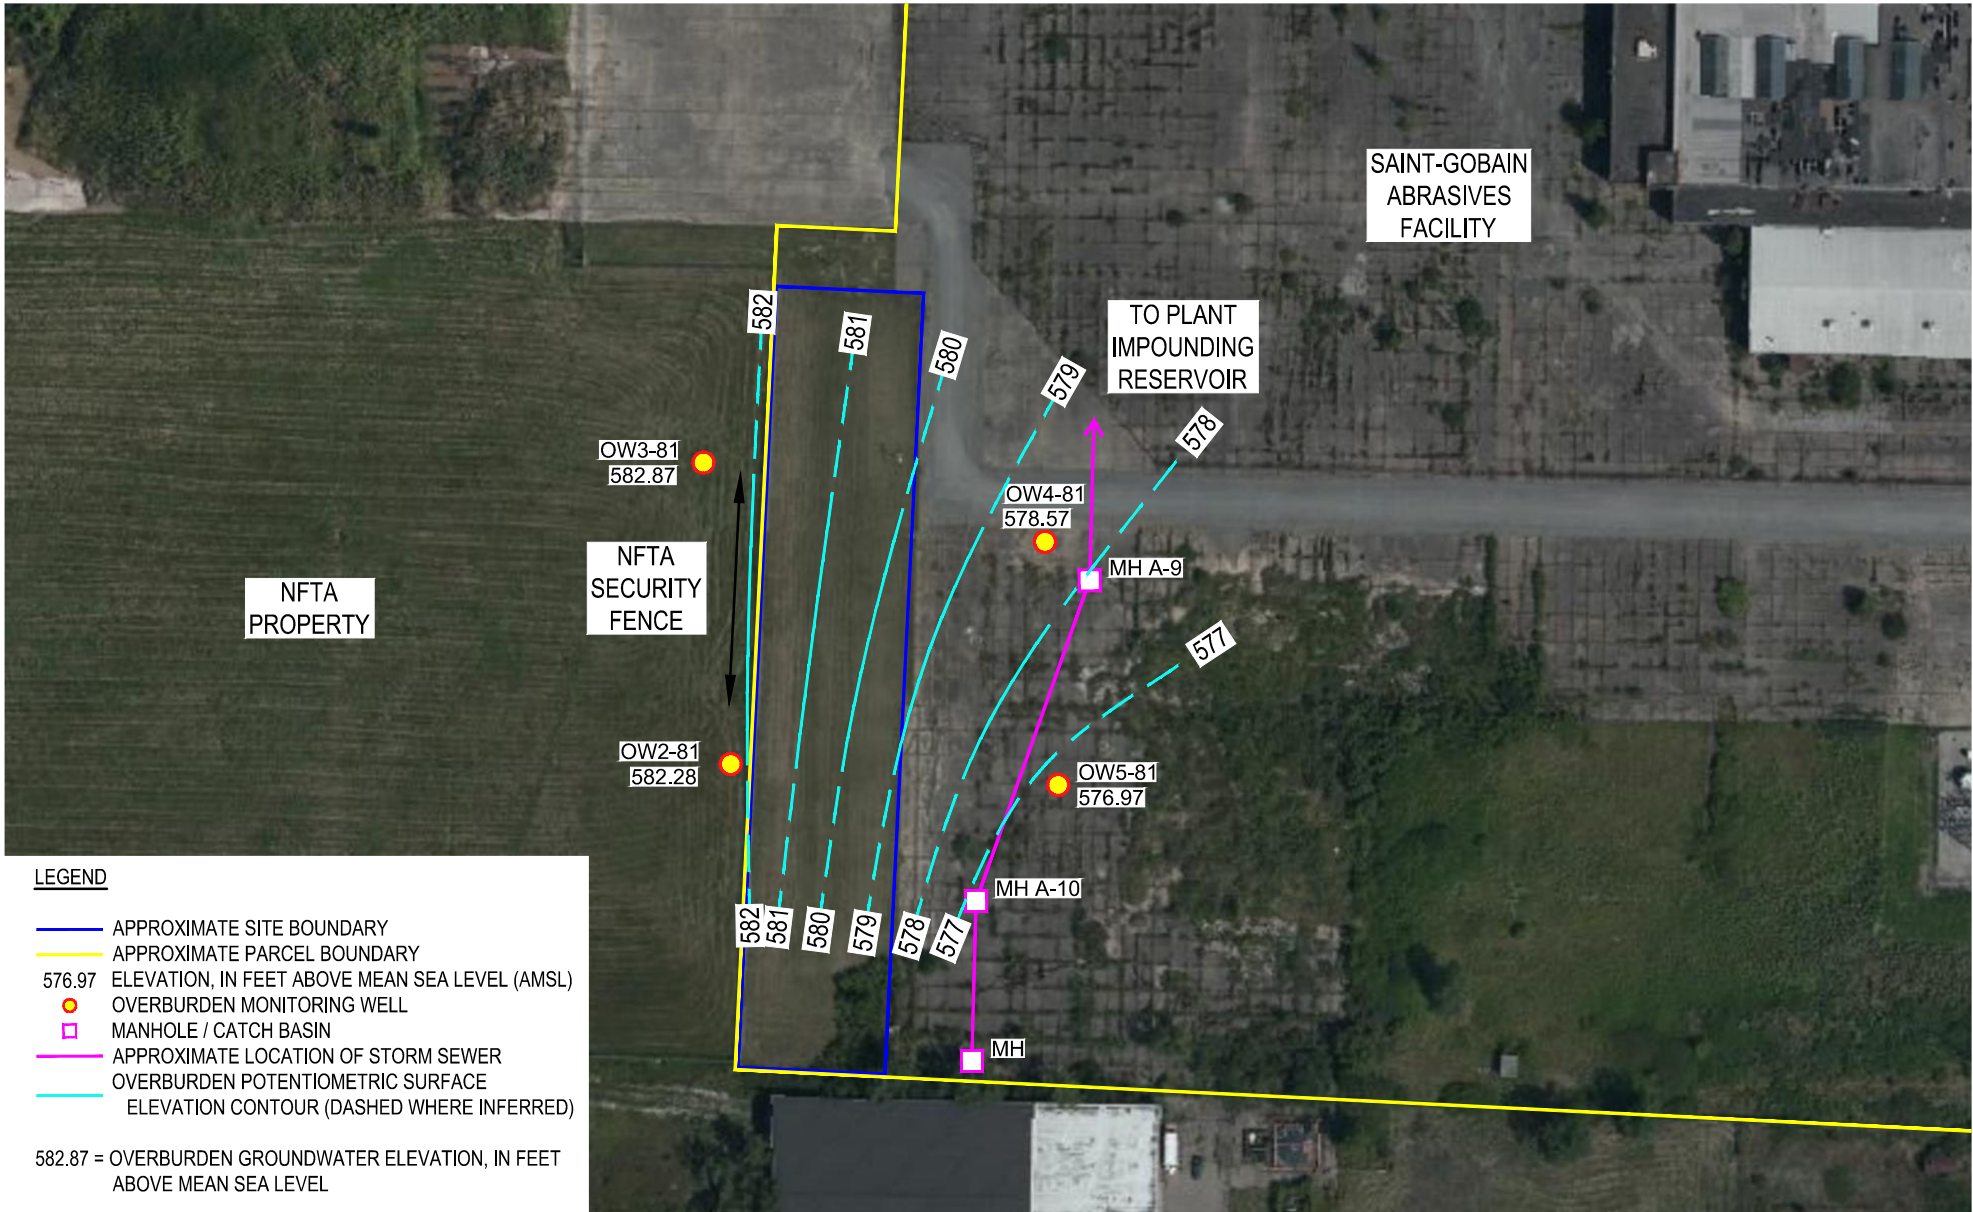 SAINT-GOBAIN
ABRASIVES
FACILITY
TO PLANT
IMPOUNDING
RESERVOIR
582
581
580
579
578
577
OW3-81
582.87
OW4-81
578.57
MH A-9
NFTA
SECURITY
FENCE
NFTA
PROPERTY
OW2-81
582.28
OW5-81
576.97
MH A-10
582
581
580
579
578
577
MH
LEGEND
APPROXIMATE SITE BOUNDARY
APPROXIMATE PARCEL BOUNDARY
576.97 ELEVATION, IN FEET ABOVE MEAN SEA LEVEL (AMSL)
OVERBURDEN MONITORING WELL
MANHOLE / CATCH BASIN
APPROXIMATE LOCATION OF STORM SEWER
OVERBURDEN POTENTIOMETRIC SURFACE
ELEVATION CONTOUR (DASHED WHERE INFERRED)
582.87 = OVERBURDEN GROUNDWATER ELEVATION, IN FEET
ABOVE MEAN SEA LEVEL